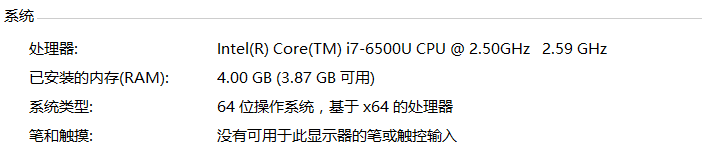 系统
处理器: Intel(R) Core(TM) i7-6500U CPU @ 2.50GHz 2.59 GHz
已安装的内存(RAM): 4.00 GB (3.87 GB 可用)
系统类型: 64 位操作系统，基于 x64 的处理器
笔和触摸: 没有可用于此显示器的笔或触控输入